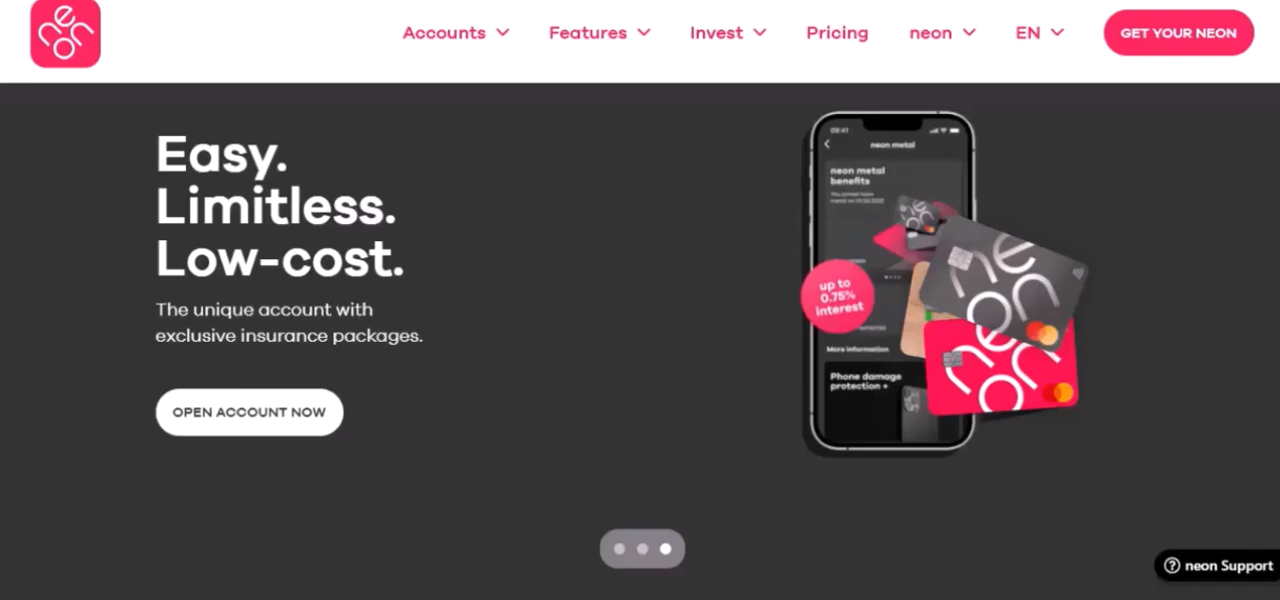 neon
Accounts
Features
Invest
Pricing
neon
EN
GET YOUR NEON
Easy.
Limitless.
Low-cost.
The unique account with
exclusive insurance packages.
OPEN ACCOUNT NOW
09:41
neon metal
neon metal
benefits
up to
0.75%
interest
More information
Phone damage
protection +
neon
neon
neon Support